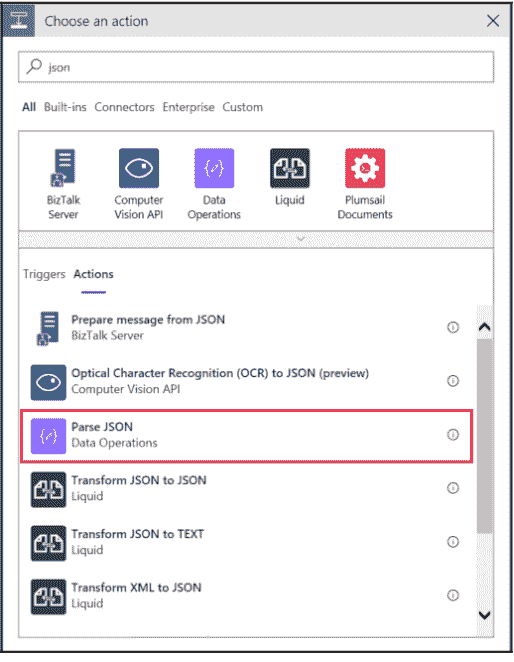 Choose an action
json
All Built-ins Connectors Enterprise Custom
BizTalk
Server
Computer
Vision API
Data
Operations
Liquid
Plumsail
Documents
Triggers Actions
Prepare message from JSON
BizTalk Server
Optical Character Recognition (OCR) to JSON (preview)
Computer Vision API
Parse JSON
Data Operations
Transform JSON to JSON
Liquid
Transform JSON to TEXT
Liquid
Transform XML to JSON
Liquid